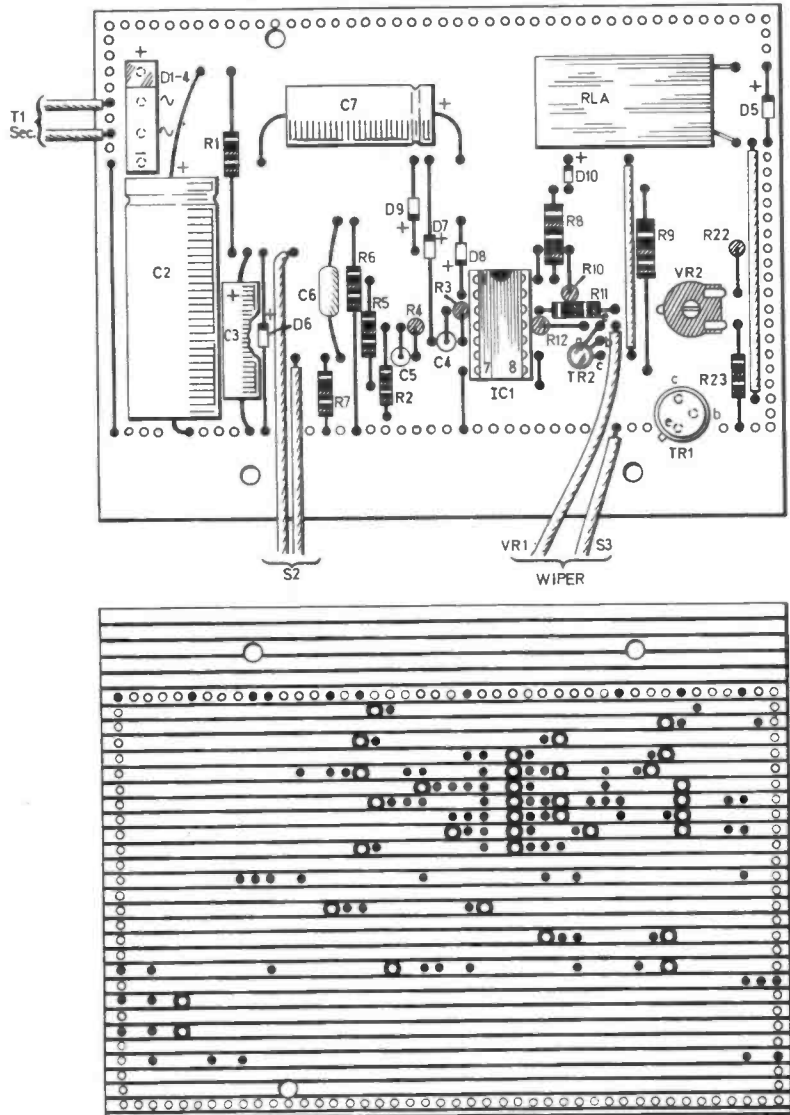 +
D1-4
T1
Sec.
~
~
−
+
C2
R1
C7
+
RLA
+
D5
D10
+
D9
+
D7
+
D8
+
R8
R9
R22
R10
VR2
R6
C6
R5
R3
R4
R11
R12
C3
+
D6
+
C5
C4
7
8
IC1
e
b
c
TR2
R7
R2
R23
c
b
e
TR1
VR1
S3
S2
WIPER